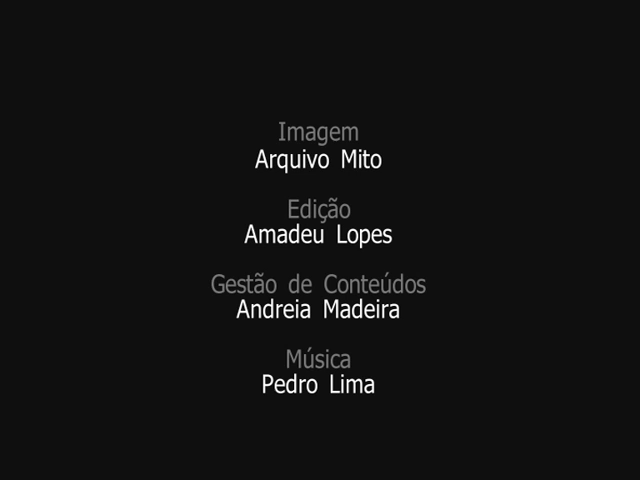 Imagem
Arquivo Mito
Edição
Amadeu Lopes
Gestão de Conteúdos
Andreia Madeira
Música
Pedro Lima